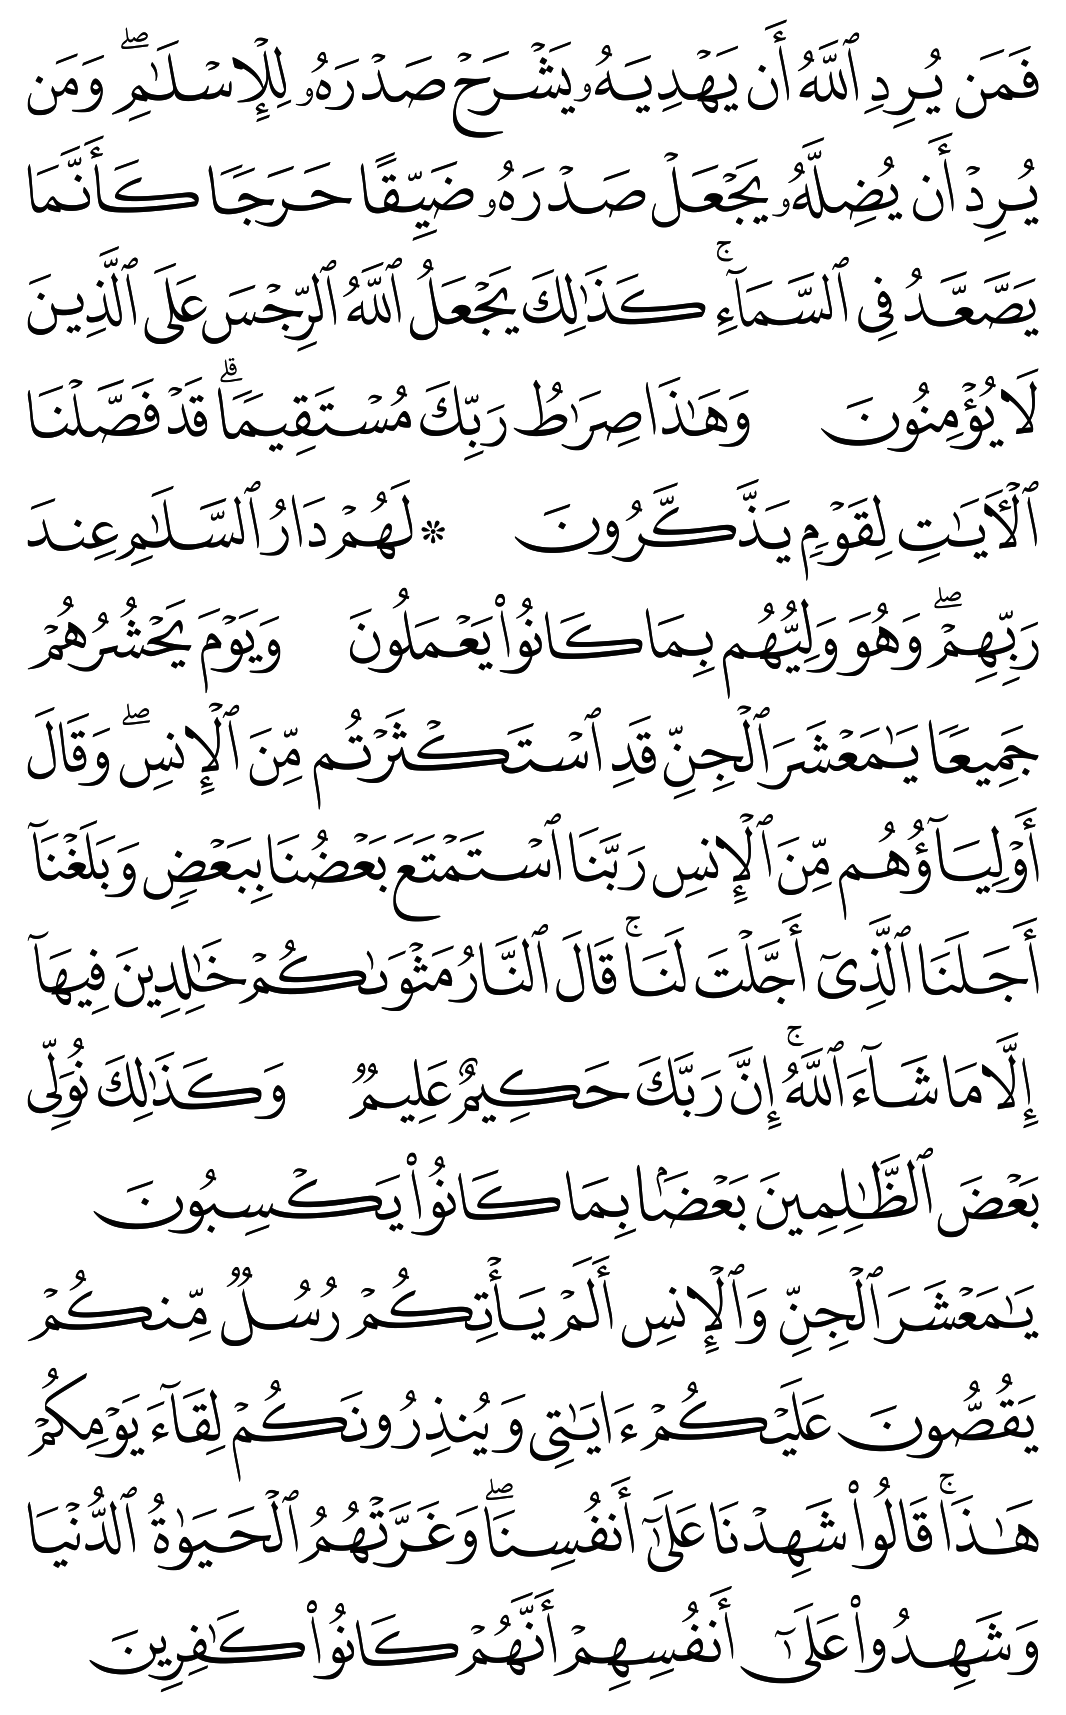 فَمَن يُرِدِ ٱللَّهُ أَن يَهْدِيَهُۥ يَشْرَحْ صَدْرَهُۥ لِلْإِسْلَٰمِۖ وَمَن
يُرِدْ أَن يُضِلَّهُۥ يَجْعَلْ صَدْرَهُۥ ضَيِّقًا حَرَجًا كَأَنَّمَا
يَصَّعَّدُ فِى ٱلسَّمَآءِۚ كَذَٰلِكَ يَجْعَلُ ٱللَّهُ ٱلرِّجْسَ عَلَى ٱلَّذِينَ
لَا يُؤْمِنُونَ وَهَٰذَا صِرَٰطُ رَبِّكَ مُسْتَقِيمًاۗ قَدْ فَصَّلْنَا
ٱلْءَايَٰتِ لِقَوْمٍ يَذَّكَّرُونَ ۞ لَهُمْ دَارُ ٱلسَّلَٰمِ عِندَ
رَبِّهِمْۖ وَهُوَ وَلِيُّهُم بِمَا كَانُوا۟ يَعْمَلُونَ وَيَوْمَ يَحْشُرُهُمْ
جَمِيعًا يَٰمَعْشَرَ ٱلْجِنِّ قَدِ ٱسْتَكْثَرْتُم مِّنَ ٱلْإِنسِۖ وَقَالَ
أَوْلِيَآؤُهُم مِّنَ ٱلْإِنسِ رَبَّنَا ٱسْتَمْتَعَ بَعْضُنَا بِبَعْضٍ وَبَلَغْنَآ
أَجَلَنَا ٱلَّذِىٓ أَجَّلْتَ لَنَاۚ قَالَ ٱلنَّارُ مَثْوَىٰكُمْ خَٰلِدِينَ فِيهَآ
إِلَّا مَا شَآءَ ٱللَّهُۚ إِنَّ رَبَّكَ حَكِيمٌ عَلِيمٌ وَكَذَٰلِكَ نُوَلِّى
بَعْضَ ٱلظَّٰلِمِينَ بَعْضًۢا بِمَا كَانُوا۟ يَكْسِبُونَ
يَٰمَعْشَرَ ٱلْجِنِّ وَٱلْإِنسِ أَلَمْ يَأْتِكُمْ رُسُلٌ مِّنكُمْ
يَقُصُّونَ عَلَيْكُمْ ءَايَٰتِى وَيُنذِرُونَكُمْ لِقَآءَ يَوْمِكُمْ
هَٰذَاۚ قَالُوا۟ شَهِدْنَا عَلَىٰٓ أَنفُسِنَاۖ وَغَرَّتْهُمُ ٱلْحَيَوٰةُ ٱلدُّنْيَا
وَشَهِدُوا۟ عَلَىٰٓ أَنفُسِهِمْ أَنَّهُمْ كَانُوا۟ كَٰفِرِينَ